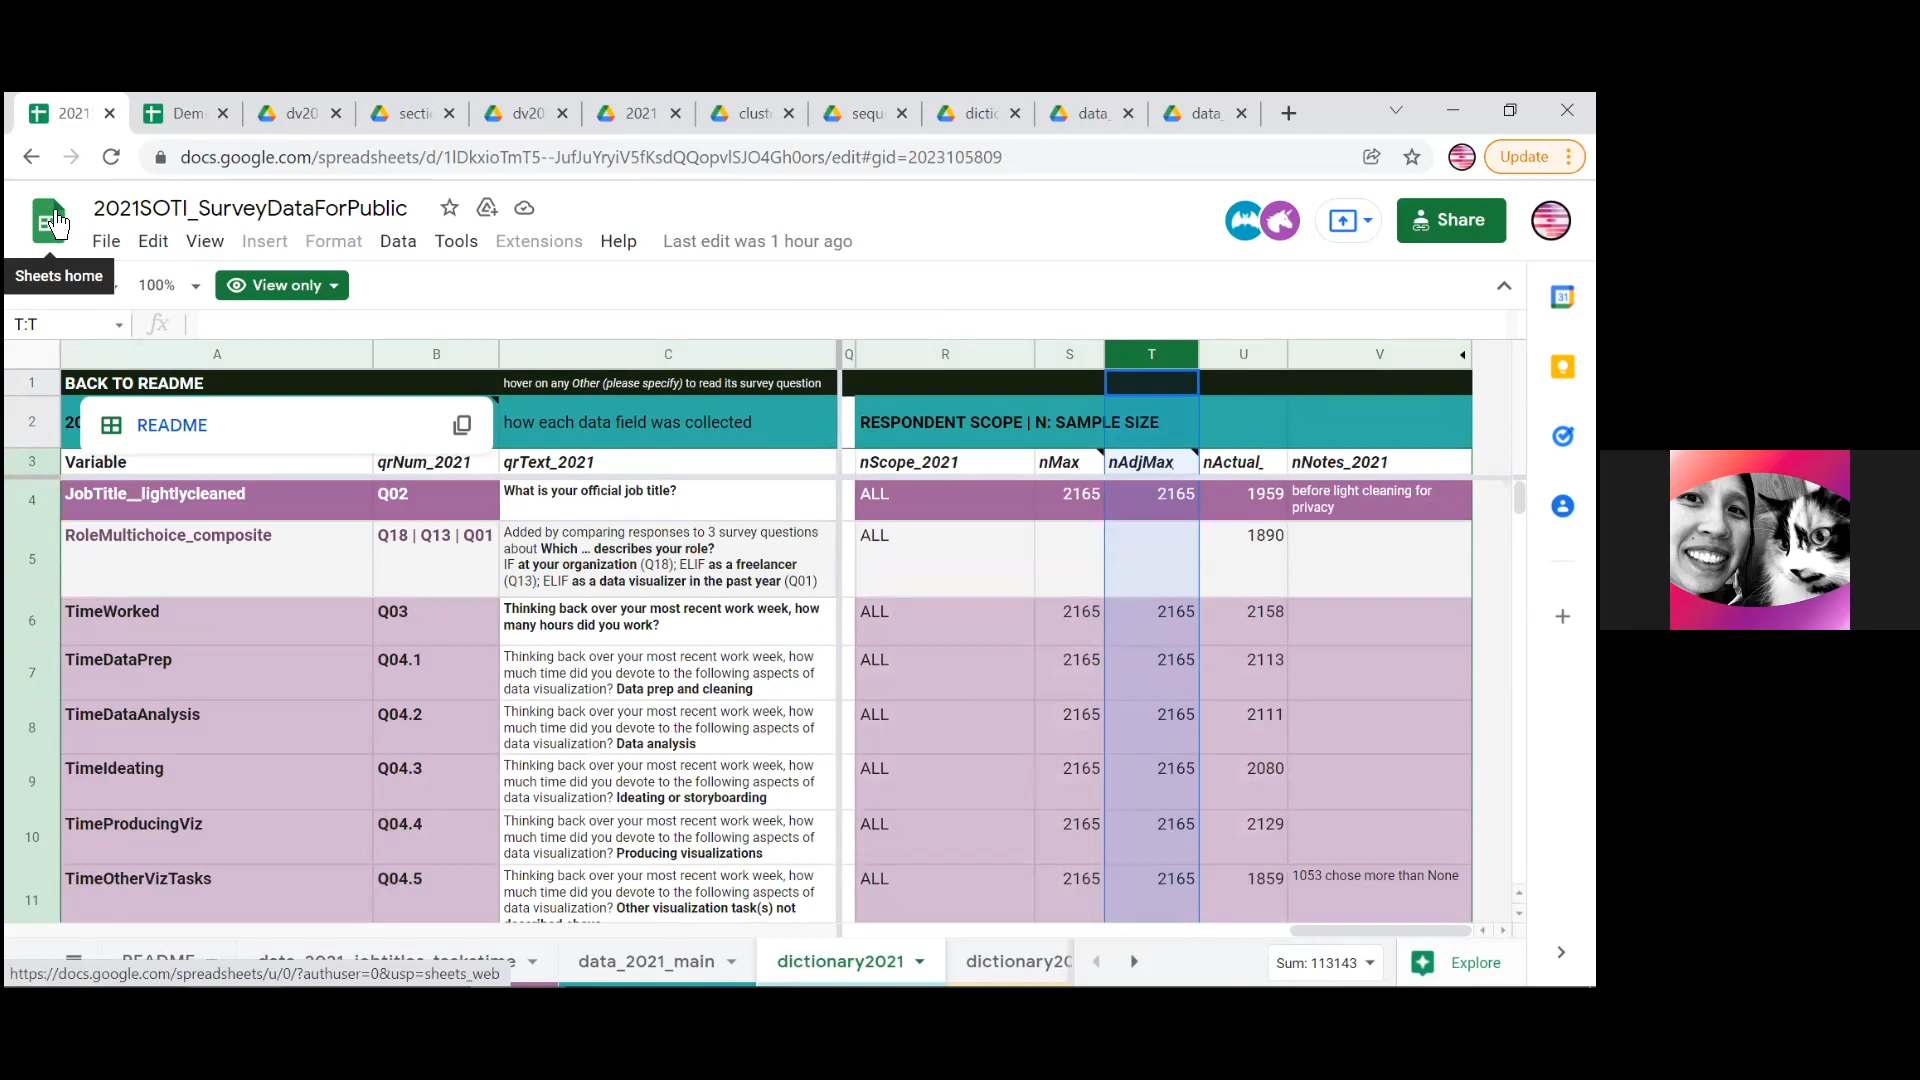 2021
Dem
dv20
secti
dv20
2021
clust
sequ
dictic
data_
data_
docs.google.com/spreadsheets/d/1lDkxioTmT5--JufJuYryiV5fKsdQQopvlSJO4Gh0ors/edit#gid=2023105809
Update
2021SOTI_SurveyDataForPublic
File Edit View Insert Format Data Tools Extensions Help Last edit was 1 hour ago
Share
Sheets home
100%
View only
31
T:T
fx
A B C Q R S T U V
1 BACK TO README hover on any Other (please specify) to read its survey question
2 20 how each data field was collected RESPONDENT SCOPE | N: SAMPLE SIZE
README
3 Variable qrNum_2021 qrText_2021 nScope_2021 nMax nAdjMax nActual_ nNotes_2021
4 JobTitle__lightlycleaned Q02 What is your official job title? ALL 2165 2165 1959 before light cleaning for
privacy
5 RoleMultichoice_composite Q18 | Q13 | Q01 Added by comparing responses to 3 survey questions ALL 1890
about Which ... describes your role?
IF at your organization (Q18); ELIF as a freelancer
(Q13); ELIF as a data visualizer in the past year (Q01)
6 TimeWorked Q03 Thinking back over your most recent work week, how ALL 2165 2165 2158
many hours did you work?
7 TimeDataPrep Q04.1 Thinking back over your most recent work week, how ALL 2165 2165 2113
much time did you devote to the following aspects of
data visualization? Data prep and cleaning
8 TimeDataAnalysis Q04.2 Thinking back over your most recent work week, how ALL 2165 2165 2111
much time did you devote to the following aspects of
data visualization? Data analysis
9 TimeIdeating Q04.3 Thinking back over your most recent work week, how ALL 2165 2165 2080
much time did you devote to the following aspects of
data visualization? Ideating or storyboarding
10 TimeProducingViz Q04.4 Thinking back over your most recent work week, how ALL 2165 2165 2129
much time did you devote to the following aspects of
data visualization? Producing visualizations
11 TimeOtherVizTasks Q04.5 Thinking back over your most recent work week, how ALL 2165 2165 1859 1053 chose more than None
much time did you devote to the following aspects of
data visualization? Other visualization task(s) not
README data_2021_jobtitles_taskstime data_2021_main dictionary2021 dictionary20 Sum: 113143 Explore
https://docs.google.com/spreadsheets/u/0/?authuser=0&usp=sheets_web